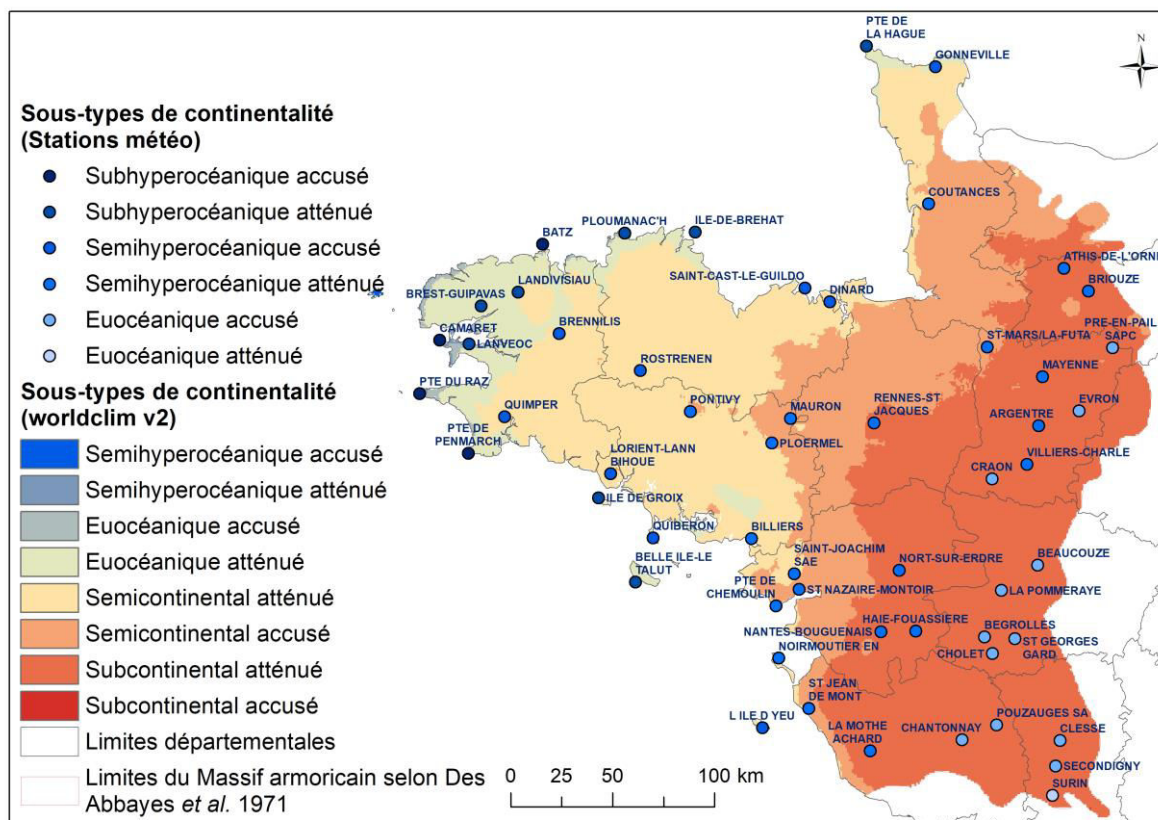 Sous-types de continentalité
(Stations météo)
Subhyperocéanique accusé
Subhyperocéanique atténué
Semihyperocéanique accusé
Semihyperocéanique atténué
Euocéanique accusé
Euocéanique atténué
Sous-types de continentalité
(worldclim v2)
Semihyperocéanique accusé
Semihyperocéanique atténué
Euocéanique accusé
Euocéanique atténué
Semicontinental atténué
Semicontinental accusé
Subcontinental atténué
Subcontinental accusé
Limites départementales
Limites du Massif armoricain selon Des
Abbayes et al. 1971
N
PTE DE
LA HAGUE
GONNEVILLE
COUTANCES
PLOUMANAC'H
ILE-DE-BREHAT
BATZ
LANDIVISIAU
BREST-GUIPAVAS
SAINT-CAST-LE-GUILDO
DINARD
ATHIS-DE-L'ORNE
BRIOUZE
CAMARET
LANVEOC
BRENNILIS
ST-MARS/LA-FUTA
PRE-EN-PAIL
SAPC
ROSTRENEN
MAYENNE
PTE DU RAZ
QUIMPER
PONTIVY
MAURON
RENNES-ST
JACQUES
EVRON
ARGENTRE
PTE DE
PENMARCH
PLOERMEL
LORIENT-LANN
BIHOUE
VILLIERS-CHARLE
CRAON
ILE DE GROIX
QUIBERON
BILLIERS
BELLE ILE-LE
TALUT
SAINT-JOACHIM
SAE
NORT-SUR-ERDRE
BEAUCOUZE
PTE DE
CHEMOULIN
ST NAZAIRE-MONTOIR
LA POMMERAYE
HAIE-FOUASSIERE
NANTES-BOUGUENAIS
BEGROLLES
ST GEORGES
GARD
CHOLET
NOIRMOUTIER EN
ST JEAN
DE MONT
L ILE D YEU
LA MOTHE
ACHARD
CHANTONNAY
POUZAUGES SA
CLESSE
SECONDIGNY
SURIN
0 25 50 100 km